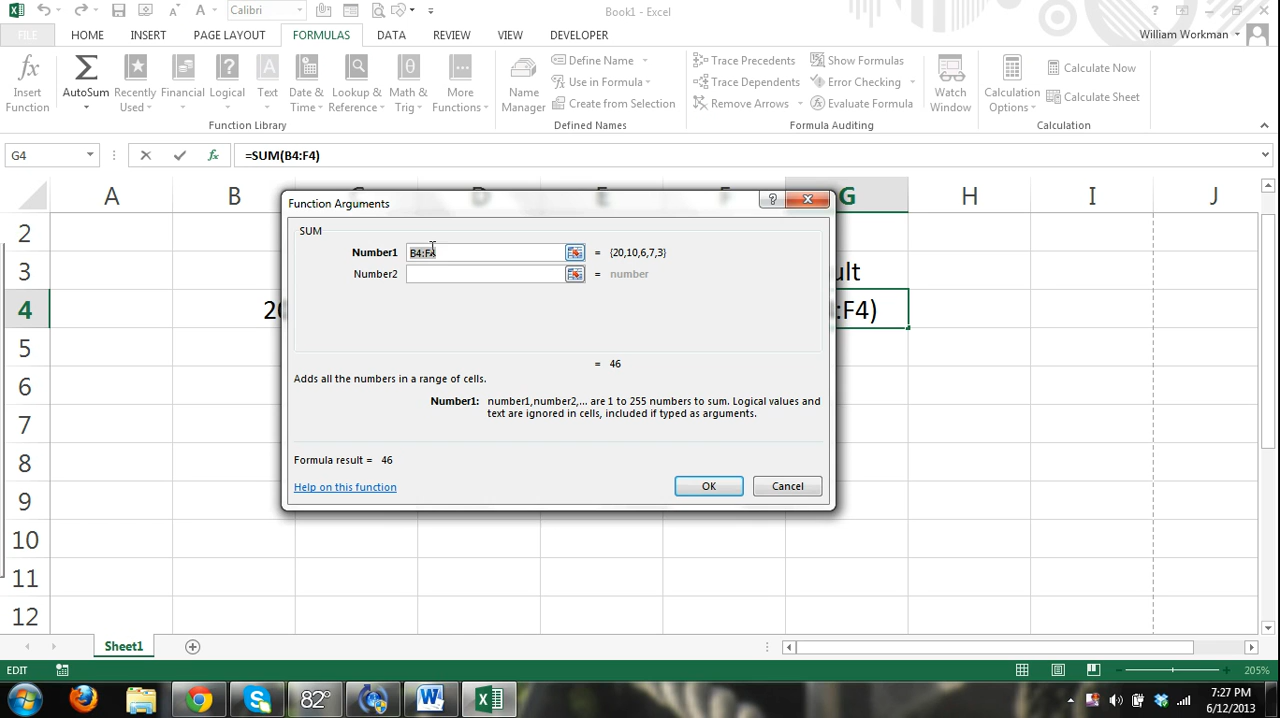 Calibri
Book1 - Excel
FILE HOME INSERT PAGE LAYOUT FORMULAS DATA REVIEW VIEW DEVELOPER
William Workman
Insert Function
AutoSum
Recently Used
Financial
Logical
Text
Date & Time
Lookup & Reference
Math & Trig
More Functions
Function Library
Name Manager
Define Name
Use in Formula
Create from Selection
Defined Names
Trace Precedents
Trace Dependents
Remove Arrows
Show Formulas
Error Checking
Evaluate Formula
Formula Auditing
Watch Window
Calculation Options
Calculate Now
Calculate Sheet
Calculation
G4 fx =SUM(B4:F4)
A B C D E F G H I J
2
3 ult
4 20 :F4)
5
6
7
8
9
10
11
12
Function Arguments
SUM
Number1 B4:F4 = {20,10,6,7,3}
Number2 = number
= 46
Adds all the numbers in a range of cells.
Number1: number1,number2,... are 1 to 255 numbers to sum. Logical values and
text are ignored in cells, included if typed as arguments.
Formula result = 46
Help on this function
OK Cancel
Sheet1
EDIT 205%
82°
7:27 PM
6/12/2013